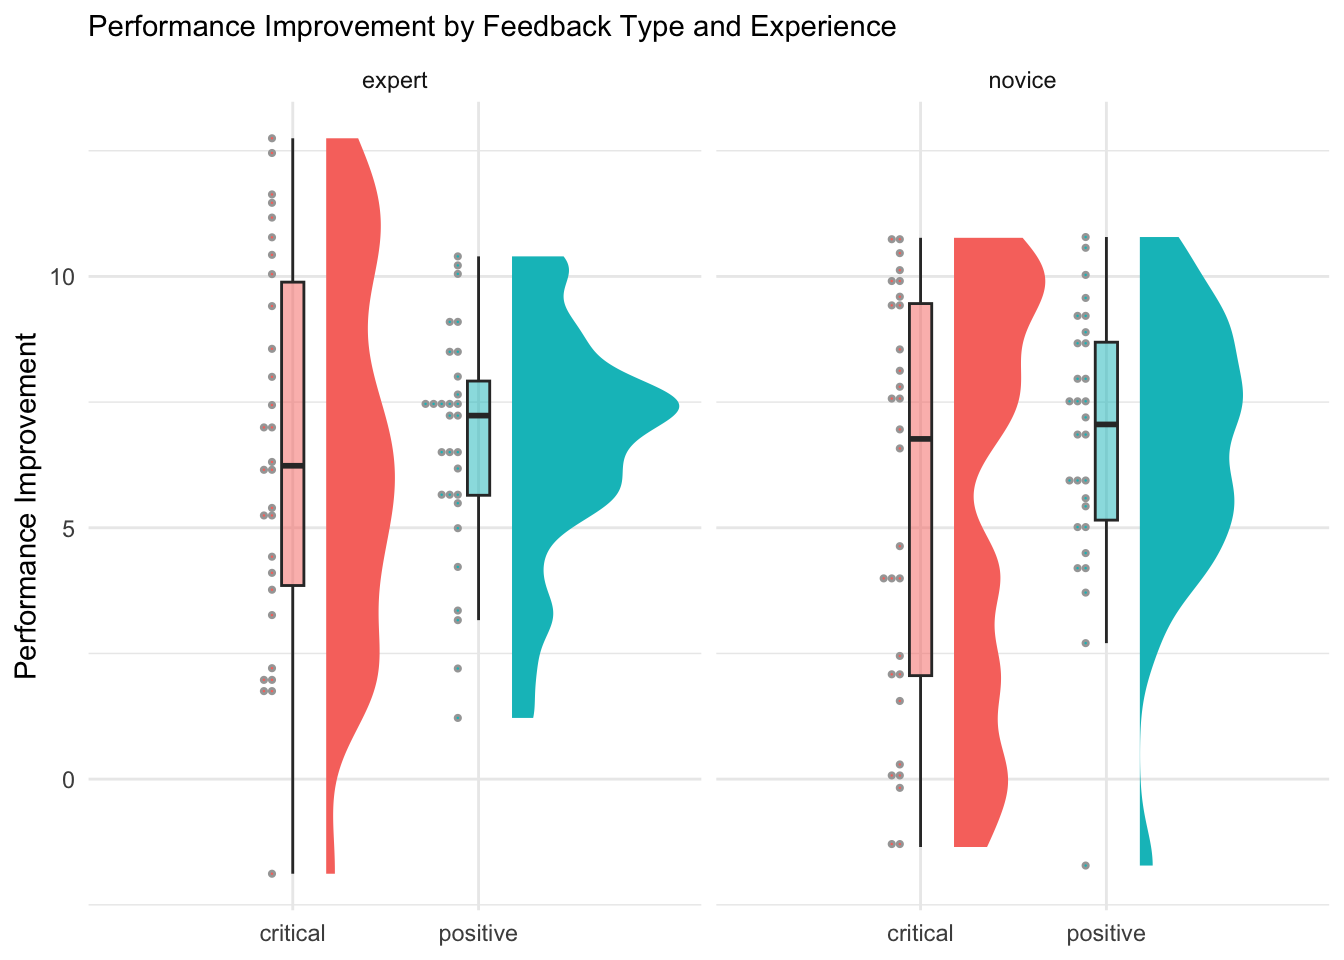 Performance Improvement by Feedback Type and Experience
expert
novice
Performance Improvement
10
5
0
critical
positive
critical
positive